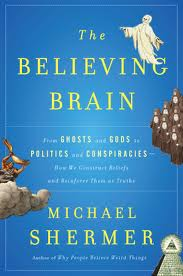 The
BELIEVING
BRAIN
From GHOSTS and GODS to
POLITICS and CONSPIRACIES—
How We Construct Beliefs
and Reinforce Them as Truths
MICHAEL
SHERMER
Author of Why People Believe Weird Things